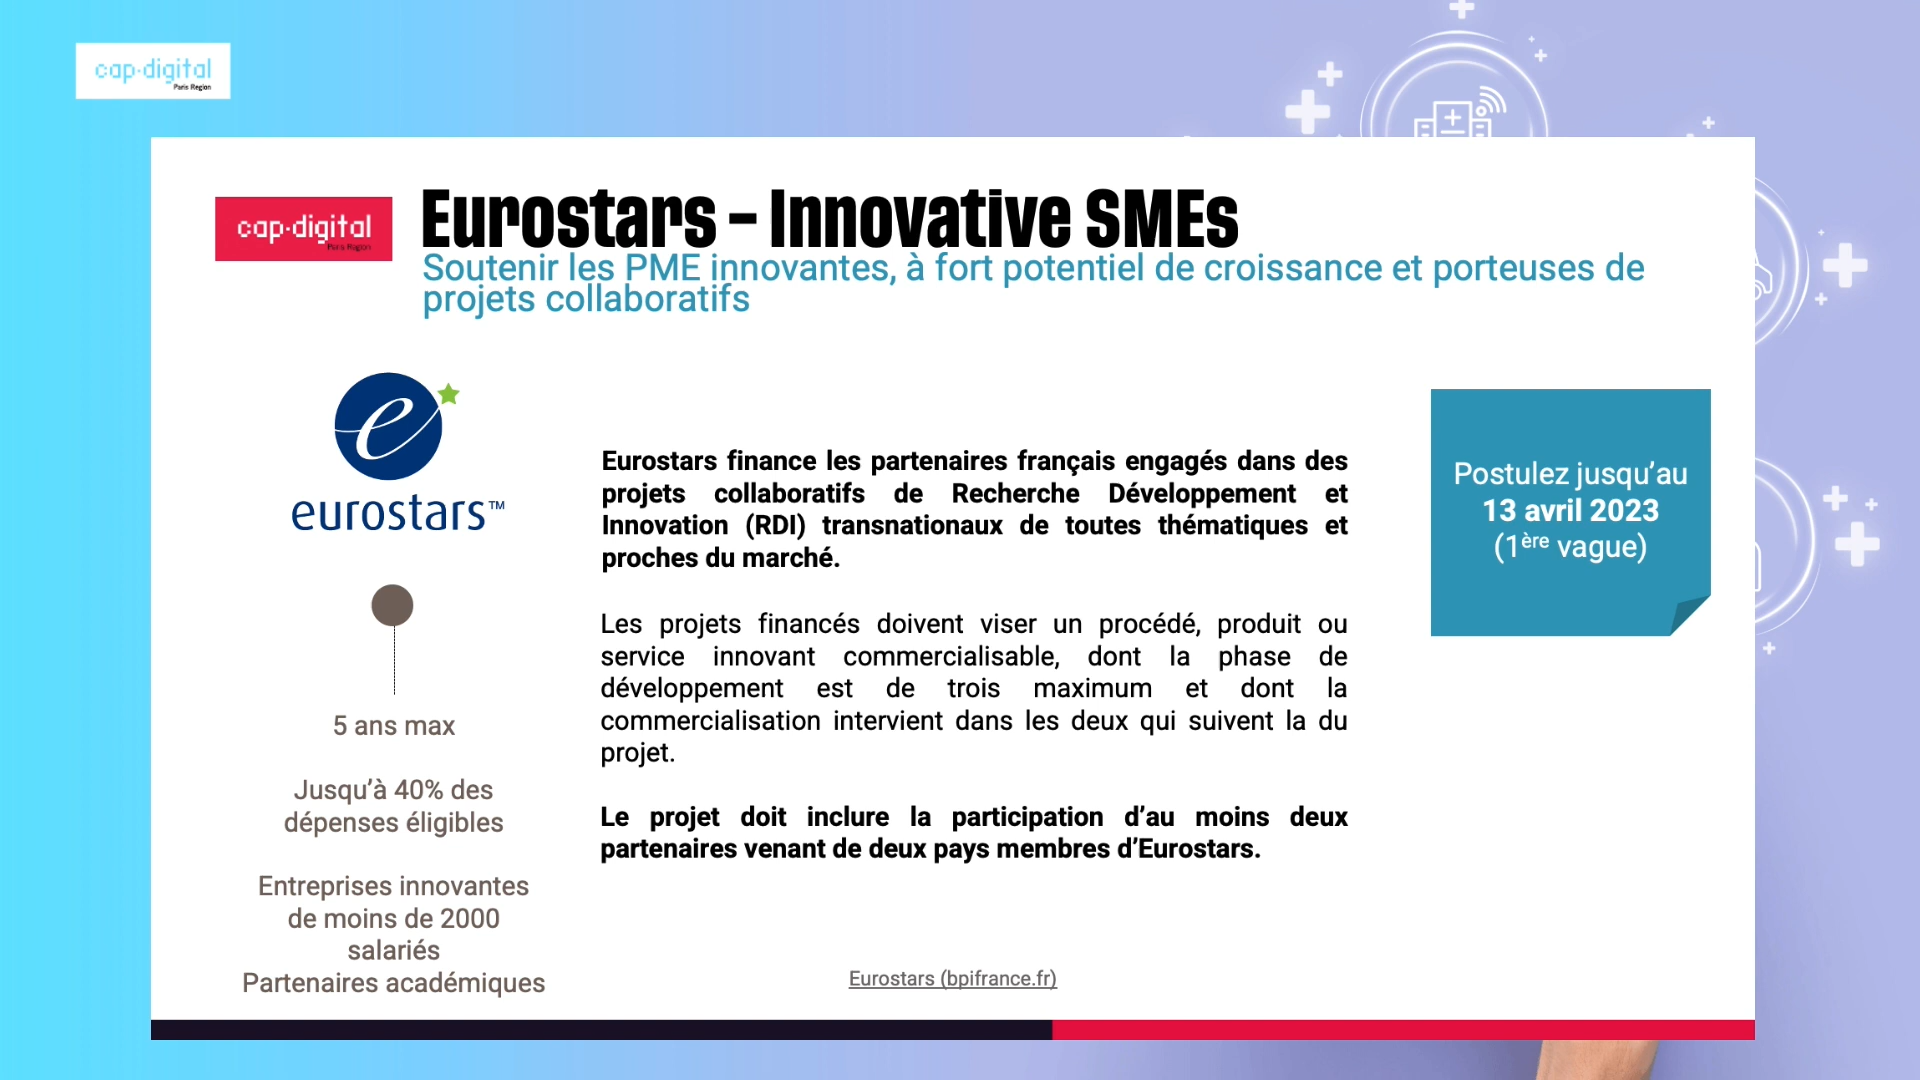 cap·digital
Paris Region
cap·digital
Paris Region
Eurostars – Innovative SMEs
Soutenir les PME innovantes, à fort potentiel de croissance et porteuses de
projets collaboratifs
e
eurostars™
5 ans max
Jusqu’à 40% des
dépenses éligibles
Entreprises innovantes
de moins de 2000
salariés
Partenaires académiques
Eurostars finance les partenaires français engagés dans des
projets collaboratifs de Recherche Développement et
Innovation (RDI) transnationaux de toutes thématiques et
proches du marché.
Les projets financés doivent viser un procédé, produit ou
service innovant commercialisable, dont la phase de
développement est de trois maximum et dont la
commercialisation intervient dans les deux qui suivent la du
projet.
Le projet doit inclure la participation d’au moins deux
partenaires venant de deux pays membres d’Eurostars.
Postulez jusqu’au
13 avril 2023
(1ère vague)
Eurostars (bpifrance.fr)